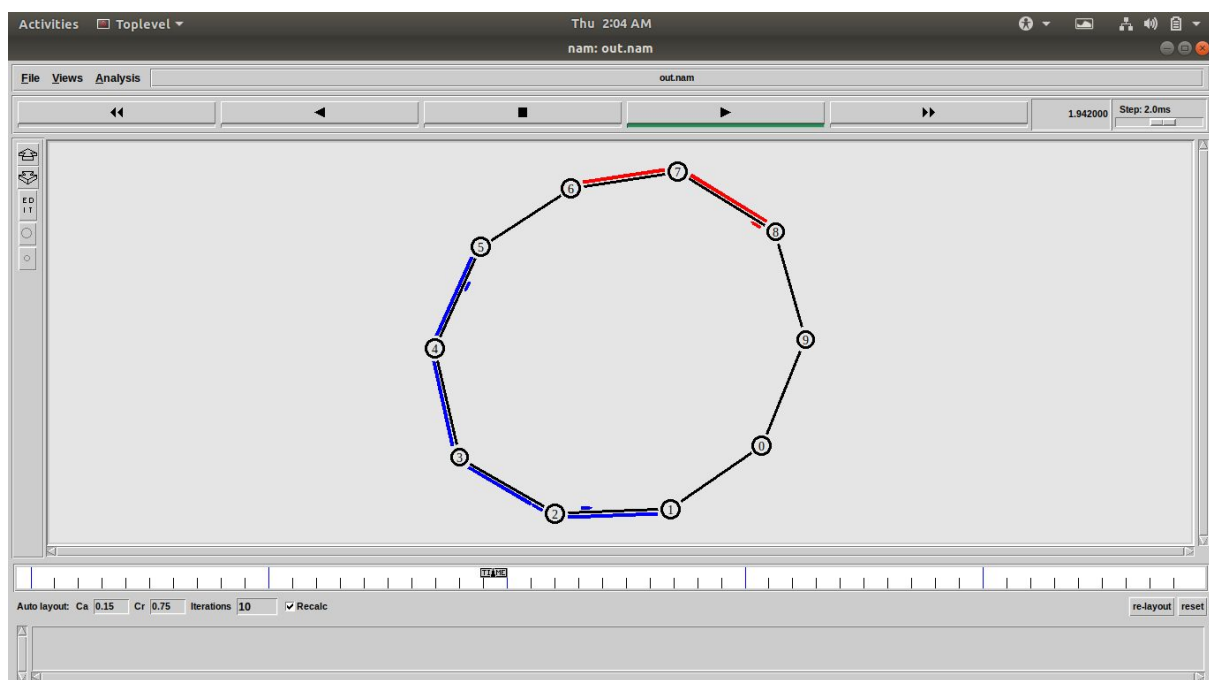 Activities Toplevel Thu 2:04 AM
nam: out.nam
File Views Analysis out.nam
1.942000 Step: 2.0ms
ED
IT
7
6
8
5
9
4
0
3
1
2
TIME
Auto layout: Ca 0.15 Cr 0.75 Iterations 10 Recalc re-layout reset